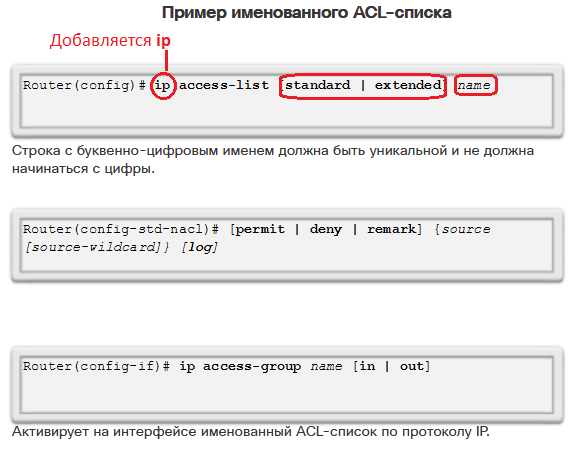 Пример именованного ACL-списка
Добавляется ip
Router(config)# ip access-list [standard | extended] name
Строка с буквенно-цифровым именем должна быть уникальной и не должна
начинаться с цифры.
Router(config-std-nacl)# [permit | deny | remark] {source
[source-wildcard]} [log]
Router(config-if)# ip access-group name [in | out]
Активирует на интерфейсе именованный ACL-список по протоколу IP.